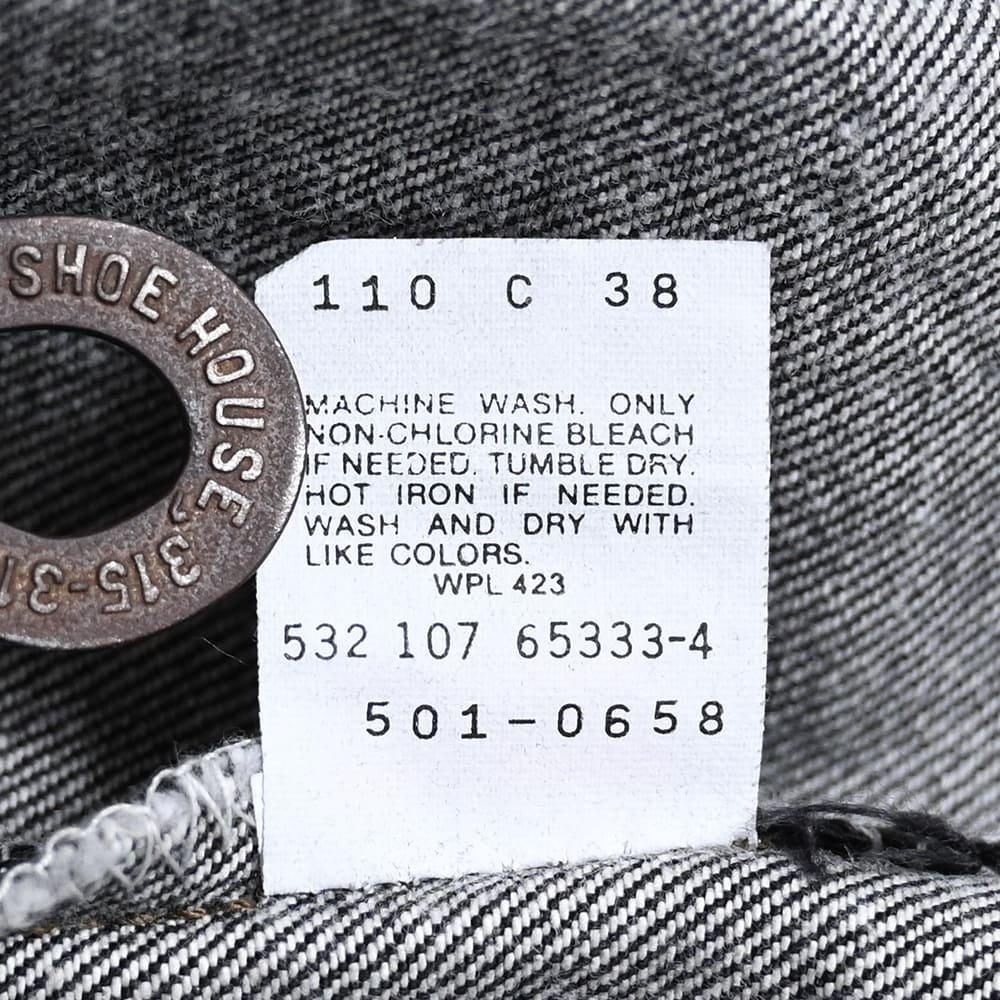 SHOE HOUSE
315-31
110 C 38
MACHINE WASH. ONLY
NON-CHLORINE BLEACH
IF NEEDED. TUMBLE DRY.
HOT IRON IF NEEDED.
WASH AND DRY WITH
LIKE COLORS.
WPL 423
532 107 65333-4
501-0658